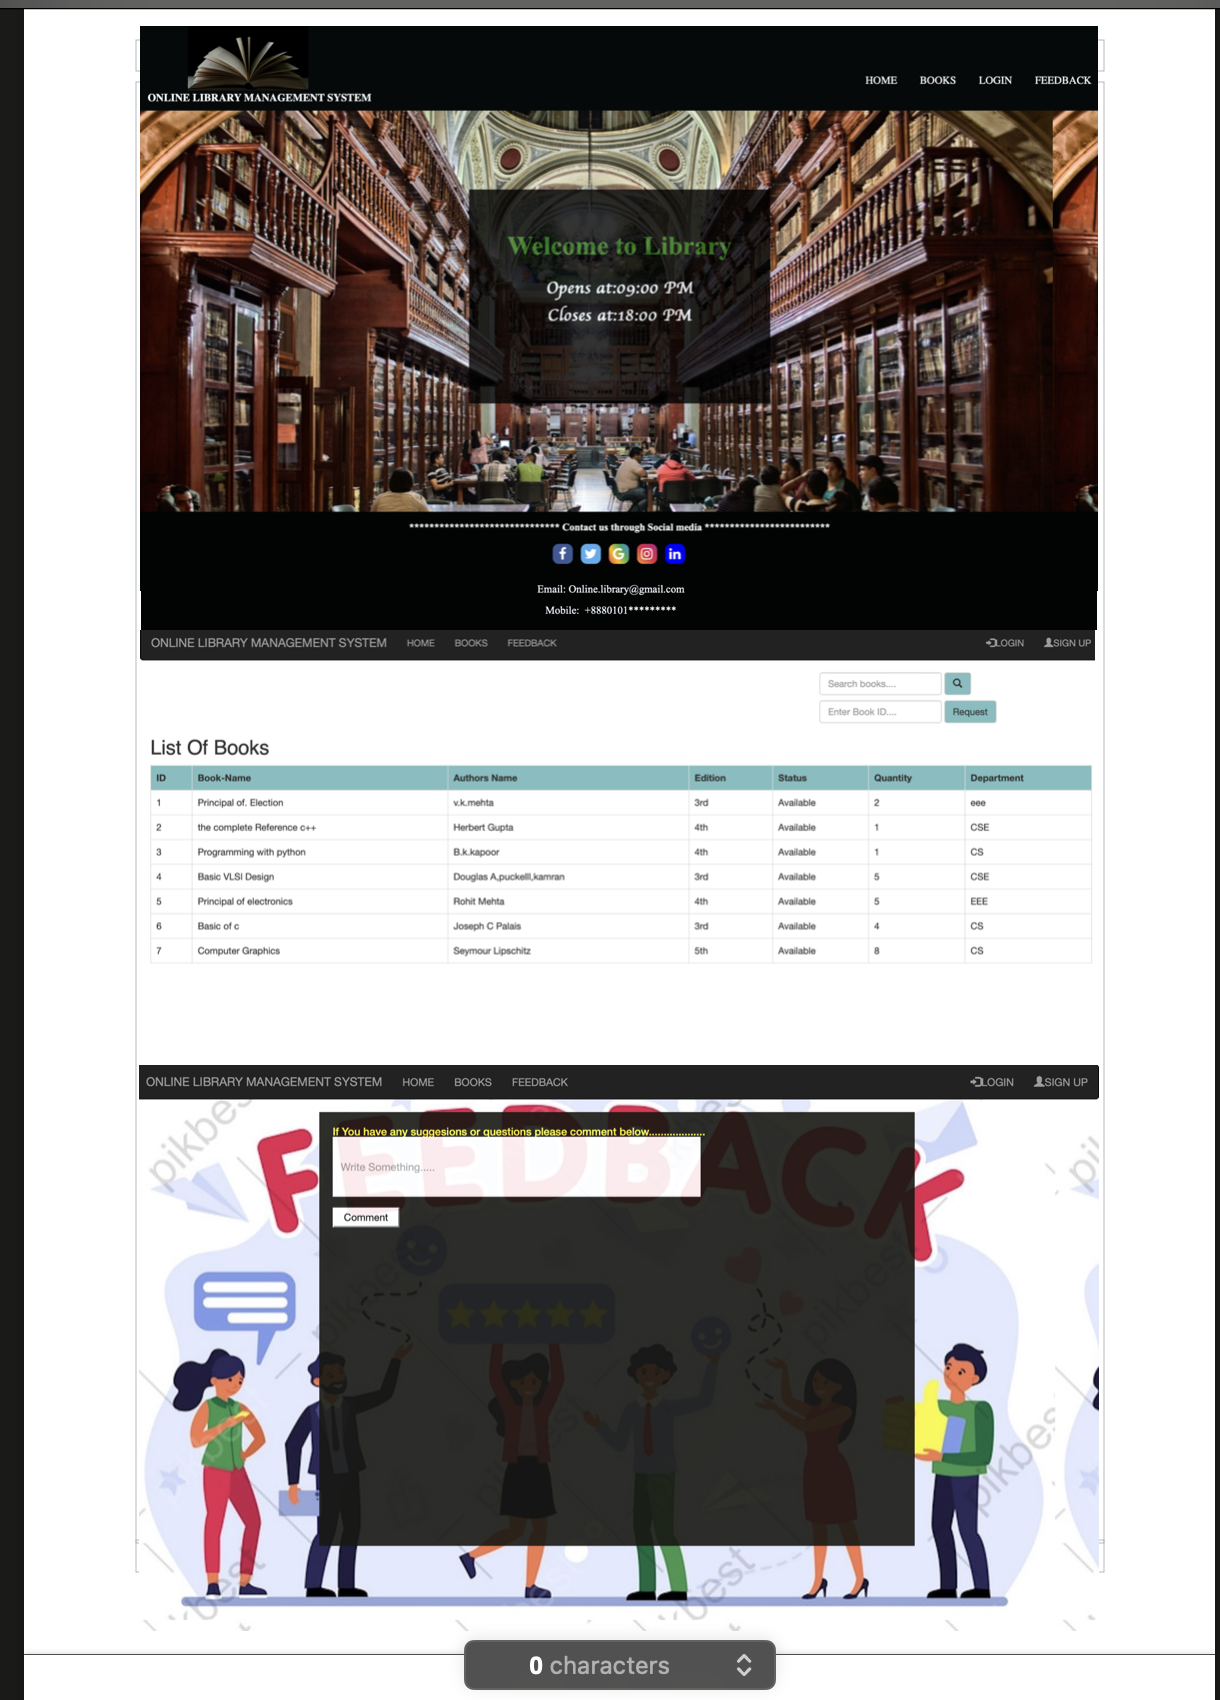 HOME BOOKS LOGIN FEEDBACK
ONLINE LIBRARY MANAGEMENT SYSTEM
Welcome to Library
Opens at:09:00 PM
Closes at:18:00 PM
****************************** Contact us through Social media *************************
f G in
Email: Online.library@gmail.com
Mobile: +8880101*********
ONLINE LIBRARY MANAGEMENT SYSTEM HOME BOOKS FEEDBACK LOGIN SIGN UP
Search books....
Enter Book ID.... Request
List Of Books
ID Book-Name Authors Name Edition Status Quantity Department
1 Principal of. Election v.k.mehta 3rd Available 2 eee
2 the complete Reference c++ Herbert Gupta 4th Available 1 CSE
3 Programming with python B.k.kapoor 4th Available 1 CS
4 Basic VLSI Design Douglas A,puckelll,kamran 3rd Available 5 CSE
5 Principal of electronics Rohit Mehta 4th Available 5 EEE
6 Basic of c Joseph C Palais 3rd Available 4 CS
7 Computer Graphics Seymour Lipschitz 5th Available 8 CS
ONLINE LIBRARY MANAGEMENT SYSTEM HOME BOOKS FEEDBACK LOGIN SIGN UP
FEEDBACK
If You have any suggesions or questions please comment below...................
Write Something.....
Comment
pikbest
0 characters